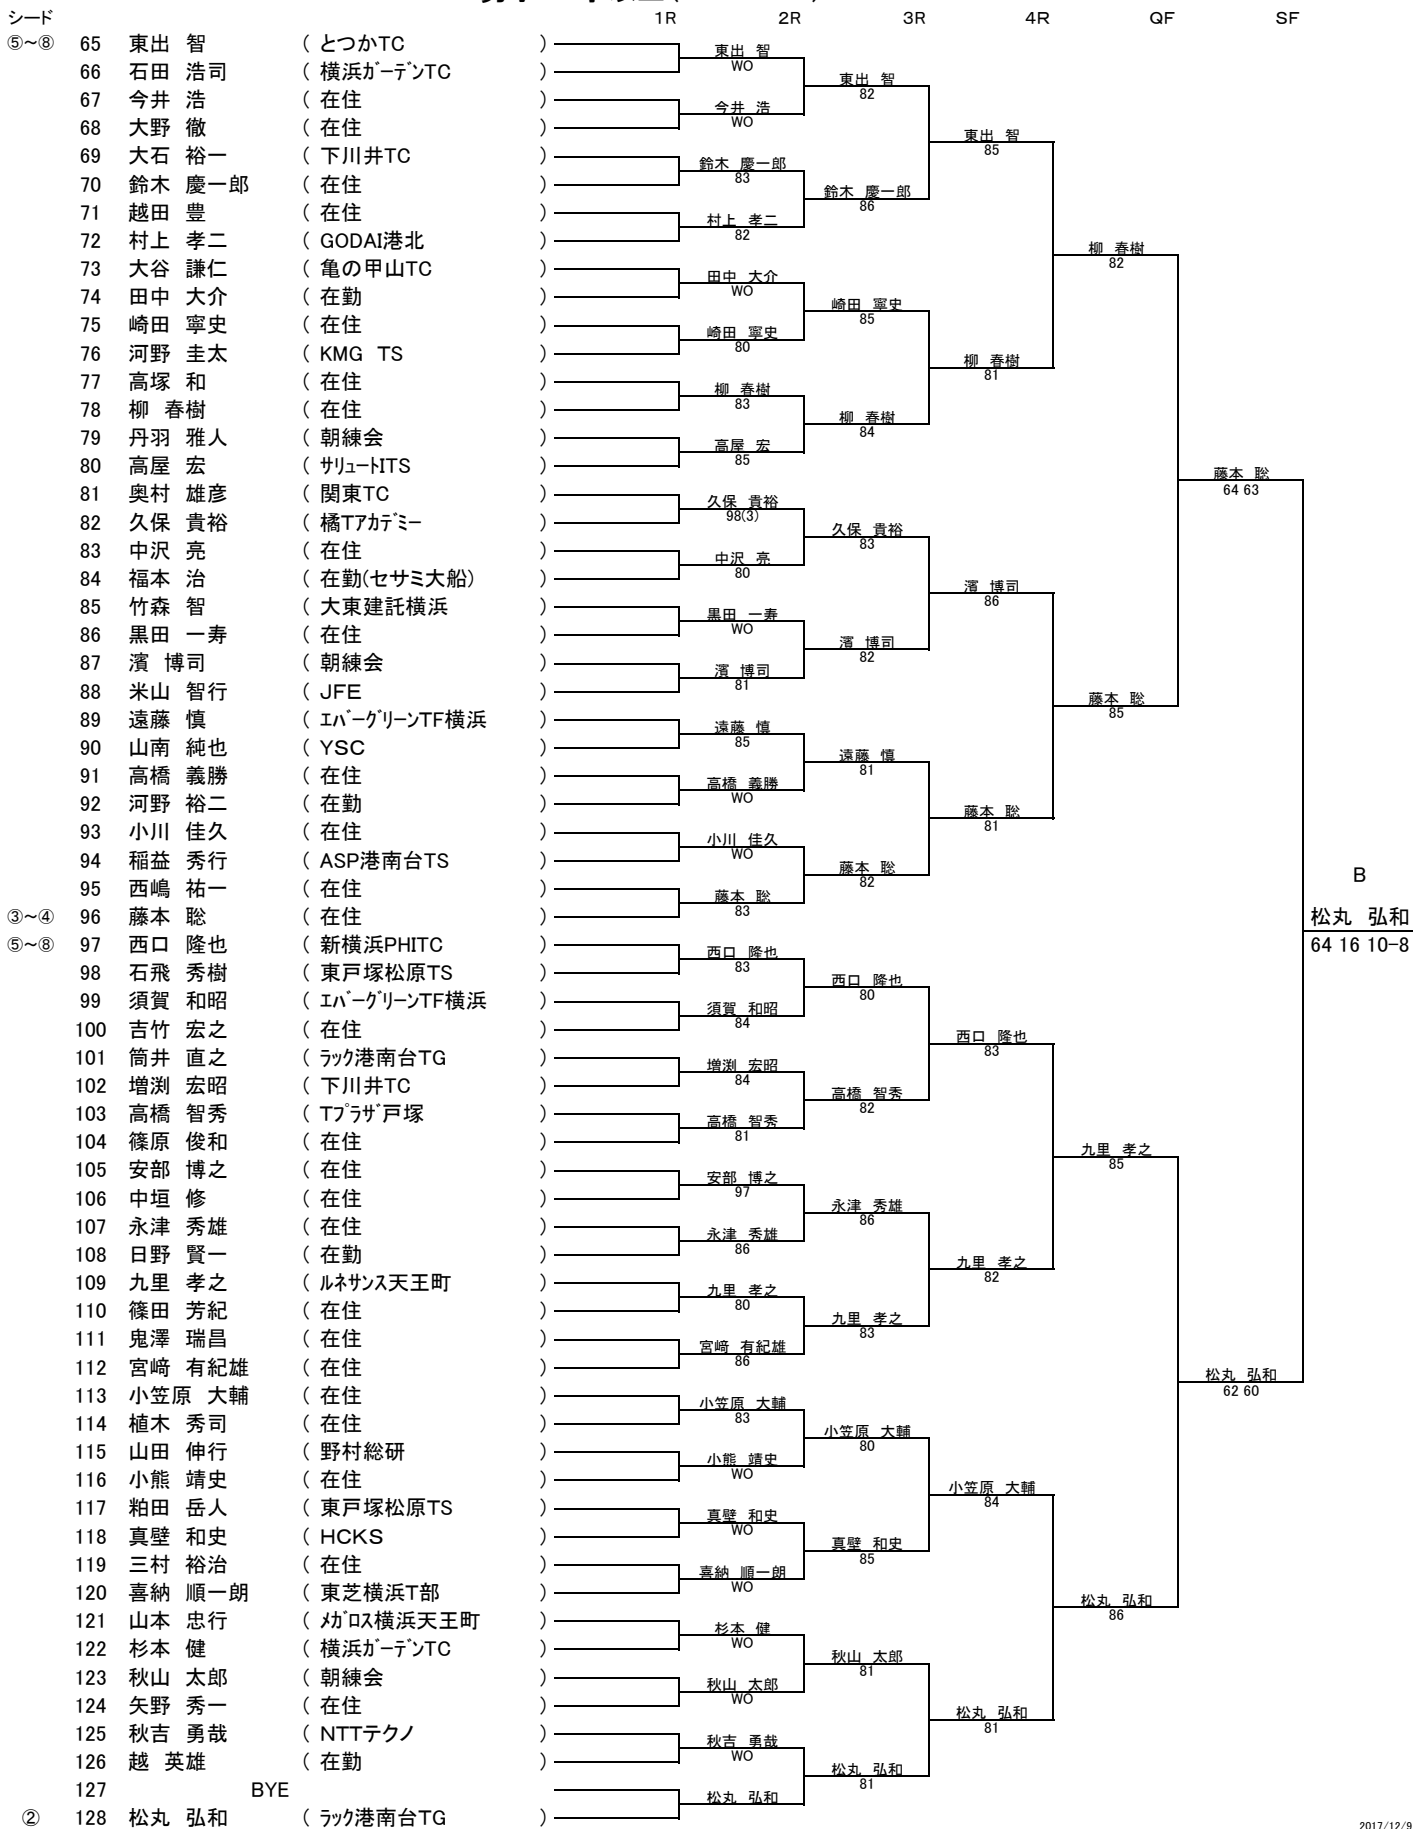 シード 1R 2R 3R 4R QF SF
⑤~⑧ 65 東出 智 ( とつかTC )
東出 智
WO
66 石田 浩司 ( 横浜ガーデンTC )
東出 智
82
67 今井 浩 ( 在住 )
今井 浩
WO
68 大野 徹 ( 在住 )
東出 智
85
69 大石 裕一 ( 下川井TC )
鈴木 慶一郎
83
70 鈴木 慶一郎 ( 在住 )
鈴木 慶一郎
86
71 越田 豊 ( 在住 )
村上 孝二
82
72 村上 孝二 ( GODAI港北 )
柳 春樹
82
73 大谷 謙仁 ( 亀の甲山TC )
田中 大介
WO
74 田中 大介 ( 在勤 )
崎田 寧史
85
75 崎田 寧史 ( 在住 )
崎田 寧史
80
76 河野 圭太 ( KMG TS )
柳 春樹
81
77 高塚 和 ( 在住 )
柳 春樹
83
78 柳 春樹 ( 在住 )
柳 春樹
84
79 丹羽 雅人 ( 朝練会 )
高屋 宏
85
80 高屋 宏 ( サリュートITS )
藤本 聡
64 63
81 奥村 雄彦 ( 関東TC )
久保 貴裕
98(3)
82 久保 貴裕 ( 橘Tアカデミー )
久保 貴裕
83
83 中沢 亮 ( 在住 )
中沢 亮
80
84 福本 治 ( 在勤(セサミ大船) )
濱 博司
86
85 竹森 智 ( 大東建託横浜 )
黒田 一寿
WO
86 黒田 一寿 ( 在住 )
濱 博司
82
87 濱 博司 ( 朝練会 )
濱 博司
81
88 米山 智行 ( JFE )
藤本 聡
85
89 遠藤 慎 ( エバーグリーンTF横浜 )
遠藤 慎
85
90 山南 純也 ( YSC )
遠藤 慎
81
91 高橋 義勝 ( 在住 )
高橋 義勝
WO
92 河野 裕二 ( 在勤 )
藤本 聡
81
93 小川 佳久 ( 在住 )
小川 佳久
WO
94 稲益 秀行 ( ASP港南台TS )
藤本 聡
82
95 西嶋 祐一 ( 在住 )
藤本 聡
83
B
③~④ 96 藤本 聡 ( 在住 )
松丸 弘和
64 16 10-8
⑤~⑧ 97 西口 隆也 ( 新横浜PHITC )
西口 隆也
83
98 石飛 秀樹 ( 東戸塚松原TS )
西口 隆也
80
99 須賀 和昭 ( エバーグリーンTF横浜 )
須賀 和昭
84
100 吉竹 宏之 ( 在住 )
西口 隆也
83
101 筒井 直之 ( ラック港南台TG )
増渕 宏昭
84
102 増渕 宏昭 ( 下川井TC )
高橋 智秀
82
103 高橋 智秀 ( Tプラザ戸塚 )
高橋 智秀
81
104 篠原 俊和 ( 在住 )
九里 孝之
85
105 安部 博之 ( 在住 )
安部 博之
97
106 中垣 修 ( 在住 )
永津 秀雄
86
107 永津 秀雄 ( 在住 )
永津 秀雄
86
108 日野 賢一 ( 在勤 )
九里 孝之
82
109 九里 孝之 ( ルネサンス天王町 )
九里 孝之
80
110 篠田 芳紀 ( 在住 )
九里 孝之
83
111 鬼澤 瑞昌 ( 在住 )
宮﨑 有紀雄
86
112 宮﨑 有紀雄 ( 在住 )
松丸 弘和
62 60
113 小笠原 大輔 ( 在住 )
小笠原 大輔
83
114 植木 秀司 ( 在住 )
小笠原 大輔
80
115 山田 伸行 ( 野村総研 )
小熊 靖史
WO
116 小熊 靖史 ( 在住 )
小笠原 大輔
84
117 粕田 岳人 ( 東戸塚松原TS )
真壁 和史
WO
118 真壁 和史 ( HCKS )
真壁 和史
85
119 三村 裕治 ( 在住 )
喜納 順一朗
WO
120 喜納 順一朗 ( 東芝横浜T部 )
松丸 弘和
86
121 山本 忠行 ( メガロス横浜天王町 )
杉本 健
WO
122 杉本 健 ( 横浜ガーデンTC )
秋山 太郎
81
123 秋山 太郎 ( 朝練会 )
秋山 太郎
WO
124 矢野 秀一 ( 在住 )
松丸 弘和
81
125 秋吉 勇哉 ( NTTテクノ )
秋吉 勇哉
WO
126 越 英雄 ( 在勤 )
松丸 弘和
81
127 BYE
松丸 弘和
② 128 松丸 弘和 ( ラック港南台TG )
2017/12/9